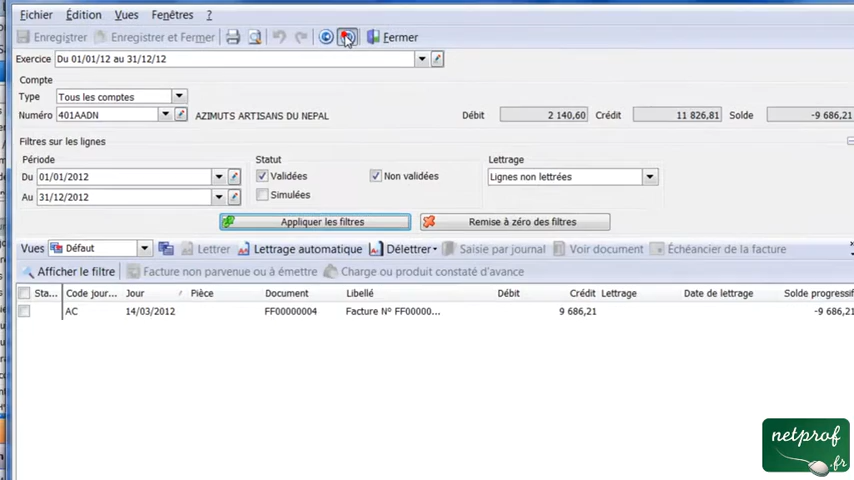 Fichier Édition Vues Fenêtres ?
Enregistrer Enregistrer et Fermer Fermer
Exercice Du 01/01/12 au 31/12/12
Compte
Type Tous les comptes
Numéro 401AADN AZIMUTS ARTISANS DU NEPAL Débit 2 140,60 Crédit 11 826,81 Solde -9 686,21
Filtres sur les lignes
Période Statut Lettrage
Du 01/01/2012 Validées Non validées Lignes non lettrées
Au 31/12/2012 Simulées
Appliquer les filtres Remise à zéro des filtres
Vues Défaut Lettrer Lettrage automatique Délettrer Saisie par journal Voir document Échéancier de la facture
Afficher le filtre Facture non parvenue ou à émettre Charge ou produit constaté d'avance
Sta... Code jour... Jour Pièce Document Libellé Débit Crédit Lettrage Date de lettrage Solde progressif
AC 14/03/2012 FF00000004 Facture N° FF00000... 9 686,21 -9 686,21
netprof
.fr